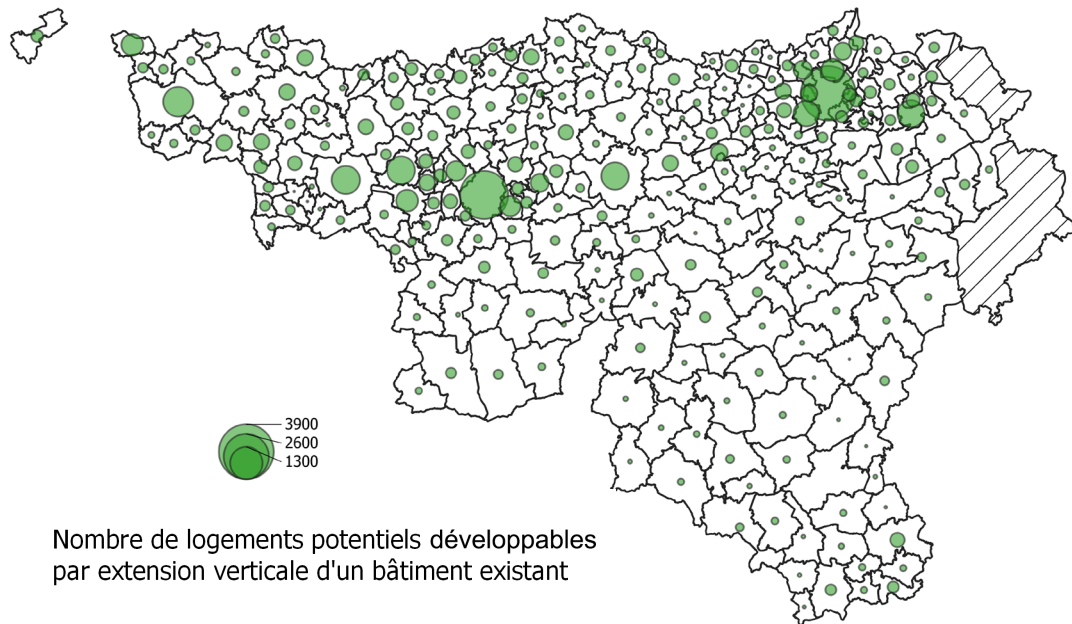 3900
2600
1300
Nombre de logements potentiels développables
par extension verticale d'un bâtiment existant